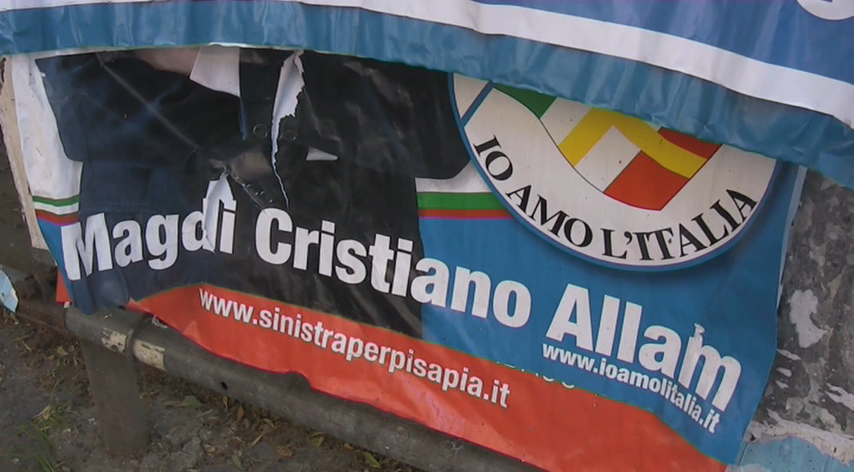 IO AMO L'ITALIA
Magdi Cristiano Allam
www.ioamolitalia.it
www.sinistraperpisapia.it